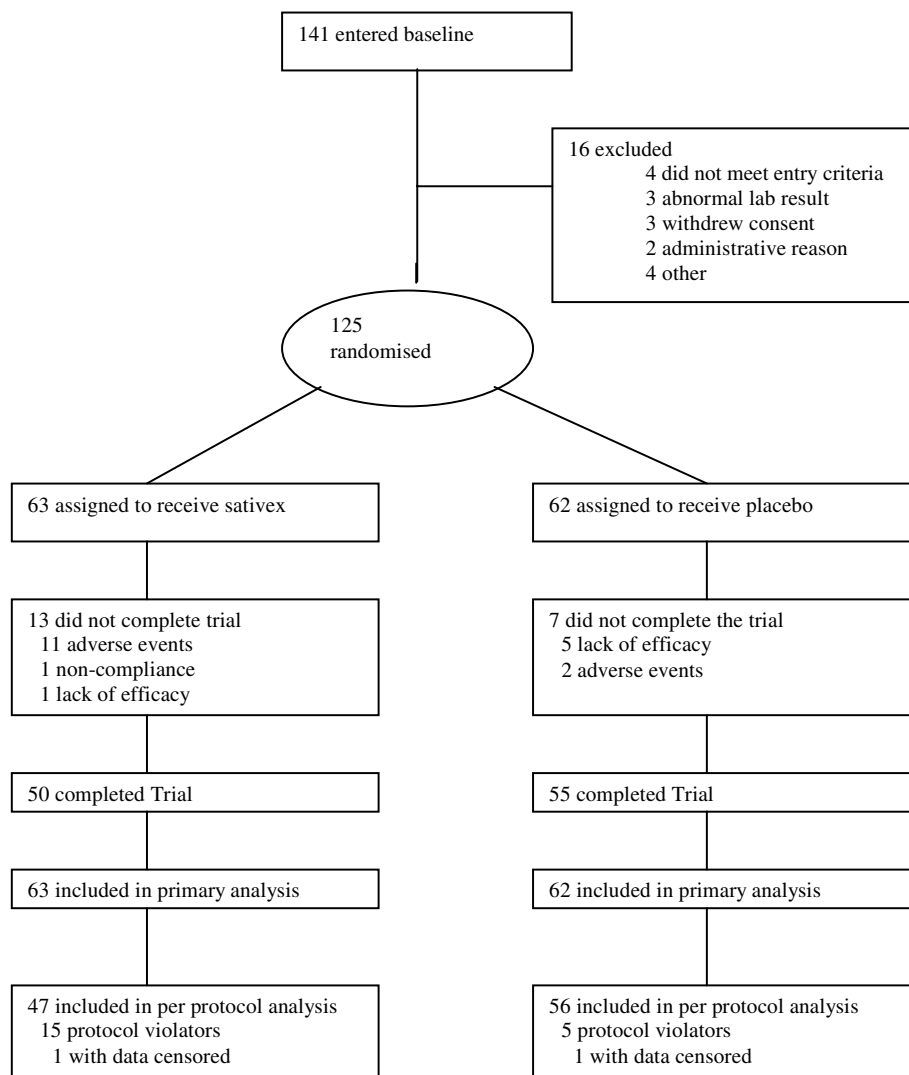 141 entered baseline
16 excluded
4 did not meet entry criteria
3 abnormal lab result
3 withdrew consent
2 administrative reason
4 other
125
randomised
63 assigned to receive sativex
62 assigned to receive placebo
13 did not complete trial
11 adverse events
1 non-compliance
1 lack of efficacy
7 did not complete the trial
5 lack of efficacy
2 adverse events
50 completed Trial
55 completed Trial
63 included in primary analysis
62 included in primary analysis
47 included in per protocol analysis
15 protocol violators
1 with data censored
56 included in per protocol analysis
5 protocol violators
1 with data censored